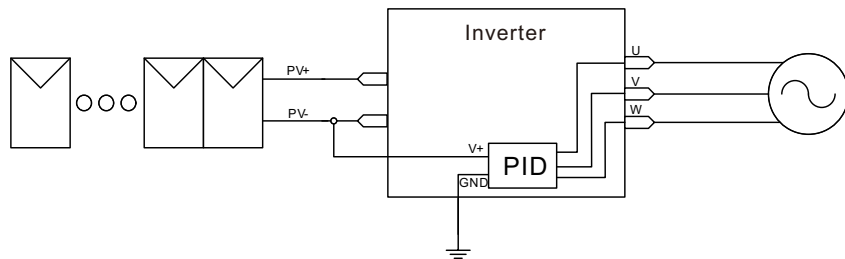 Inverter
PV+
PV-
U
V
W
V+
GND
PID